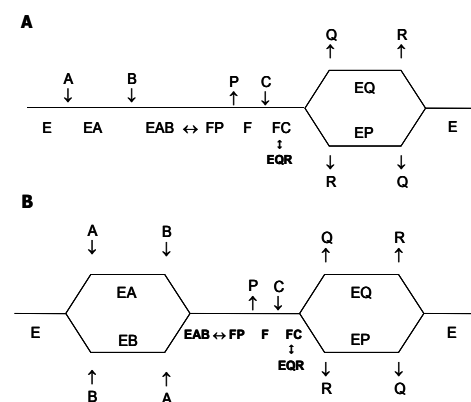 A
Q R
A B P C
EQ
E EA EAB ↔ FP F FC EP E
↕
EQR
R Q
B
A B Q R
P C
EA EQ
E EAB ↔ FP F FC E
↕
EB EQR EP
B A R Q